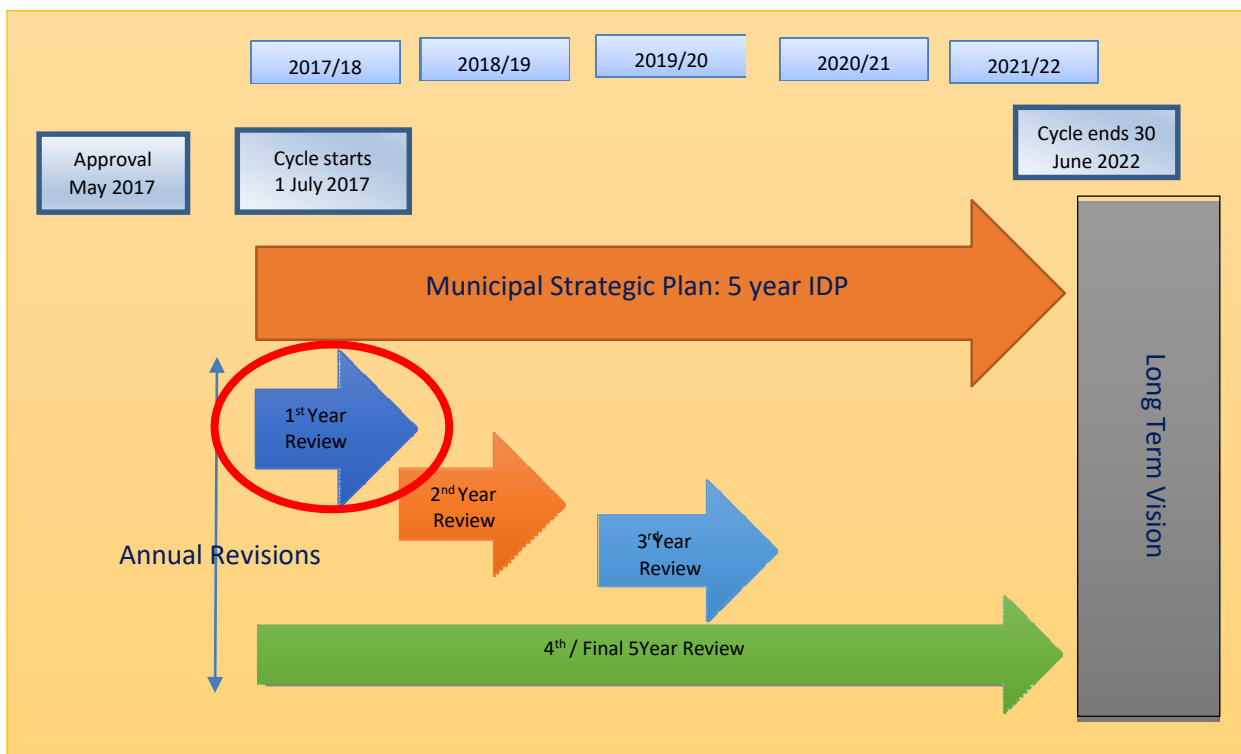 2017/18
2018/19
2019/20
2020/21
2021/22
Approval
May 2017
Cycle starts
1 July 2017
Cycle ends 30
June 2022
Municipal Strategic Plan: 5 year IDP
1st Year
Review
2nd Year
Review
3rd Year
Review
Annual Revisions
4th / Final 5Year Review
Long Term Vision